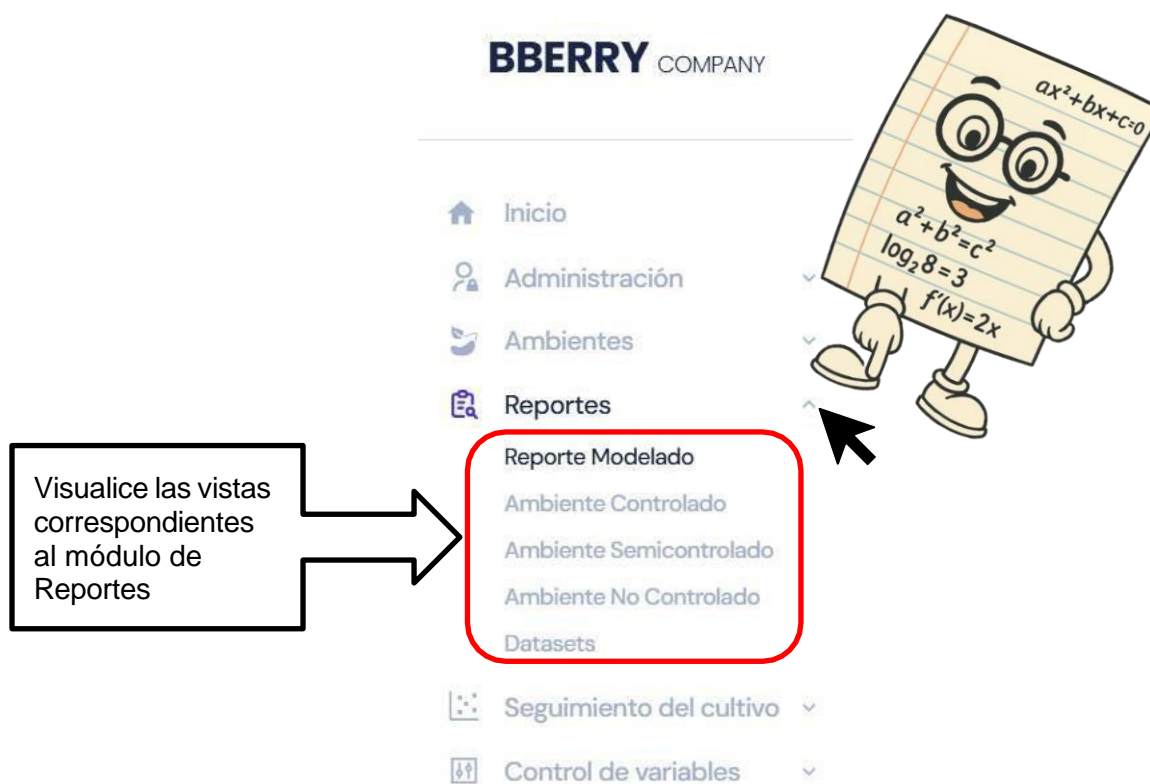 BBERRY COMPANY
ax²+bx+c=0
a²+b²=c²
log₂8=3
f'(x)=2x
Inicio
Administración
Ambientes
Reportes
Reporte Modelado
Ambiente Controlado
Ambiente Semicontrolado
Ambiente No Controlado
Datasets
Seguimiento del cultivo
Control de variables
Visualice las vistas
correspondientes
al módulo de
Reportes